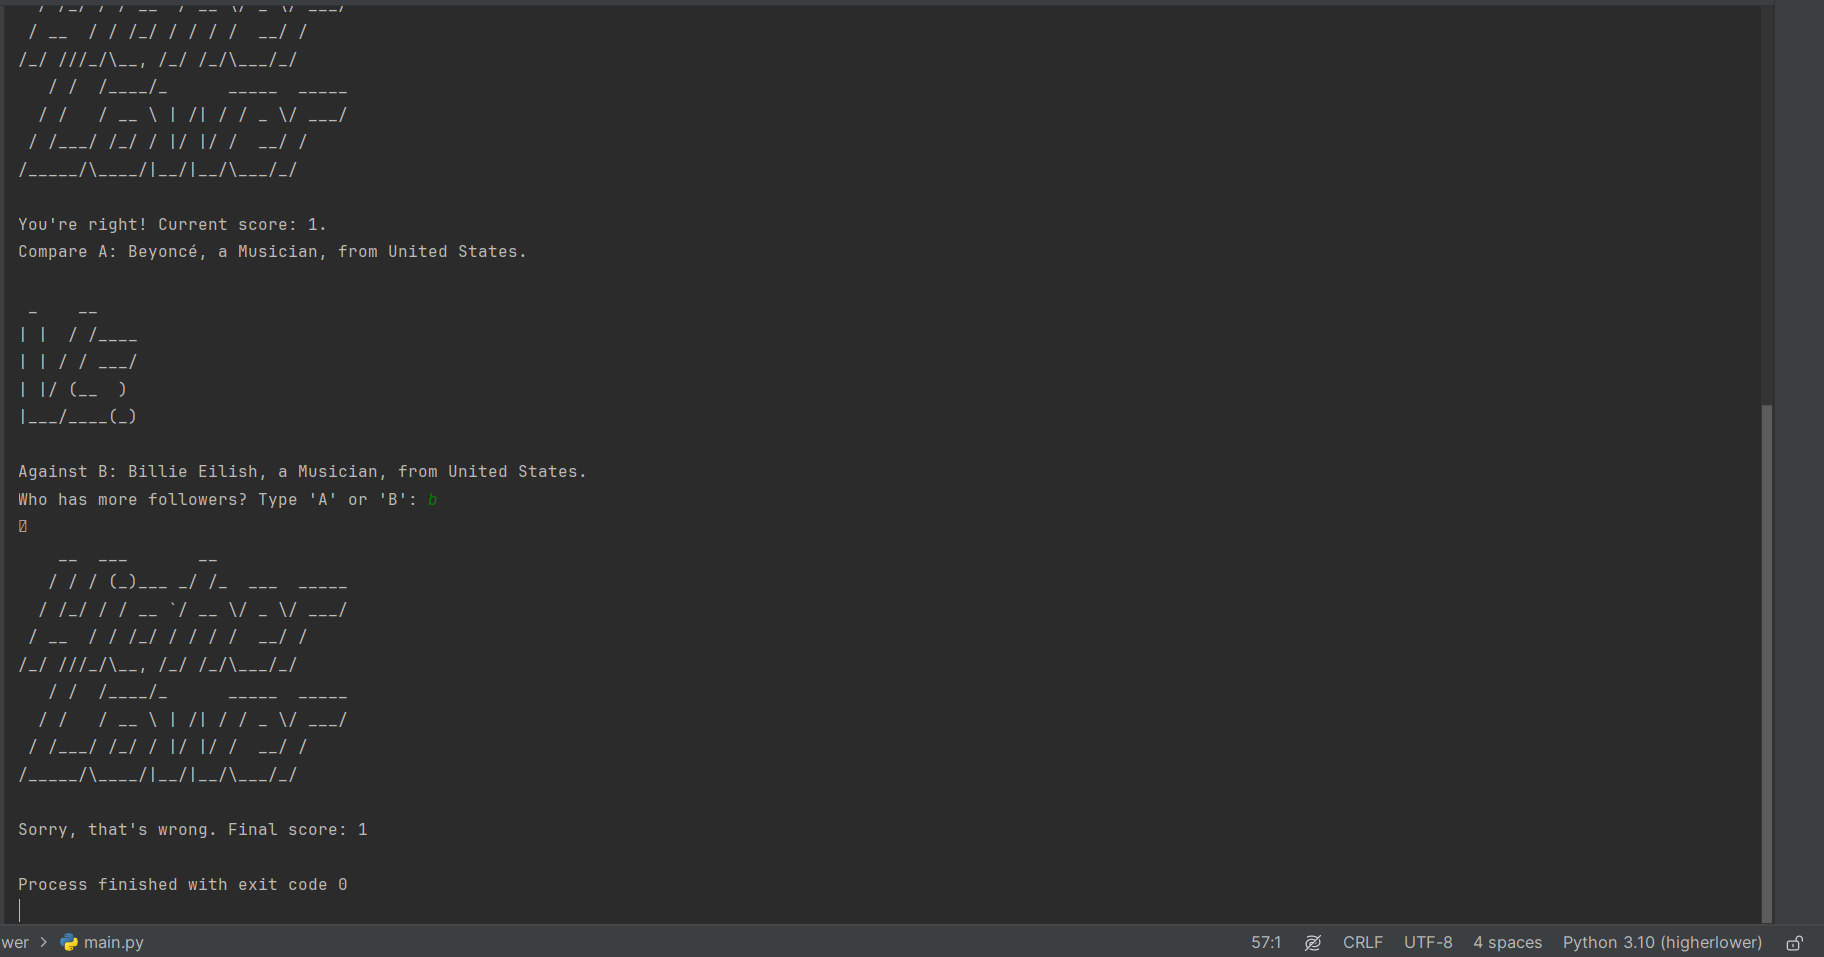 / /_/ / / __ `/ __ \/ _ \/ ___/
 / __  / / /_/ / / / /  __/ /
/_/ ///_/\__, /_/ /_/\___/_/
   / /  /____/_      _____  _____
  / /   / __ \ | /| / / _ \/ ___/
 / /___/ /_/ / |/ |/ /  __/ /
/_____/\____/|__/|__/\___/_/
You're right! Current score: 1.
Compare A: Beyoncé, a Musician, from United States.
 _    __
| |  / /____
| | / / ___/
| |/ (__  )
|___/____(_)
Against B: Billie Eilish, a Musician, from United States.
Who has more followers? Type 'A' or 'B': b
    __  ___       __
   / / / (_)___ _/ /_  ___  _____
  / /_/ / / __ `/ __ \/ _ \/ ___/
 / __  / / /_/ / / / /  __/ /
/_/ ///_/\__, /_/ /_/\___/_/
   / /  /____/_      _____  _____
  / /   / __ \ | /| / / _ \/ ___/
 / /___/ /_/ / |/ |/ /  __/ /
/_____/\____/|__/|__/\___/_/
Sorry, that's wrong. Final score: 1
Process finished with exit code 0
wer > main.py 57:1 CRLF UTF-8 4 spaces Python 3.10 (higherlower)